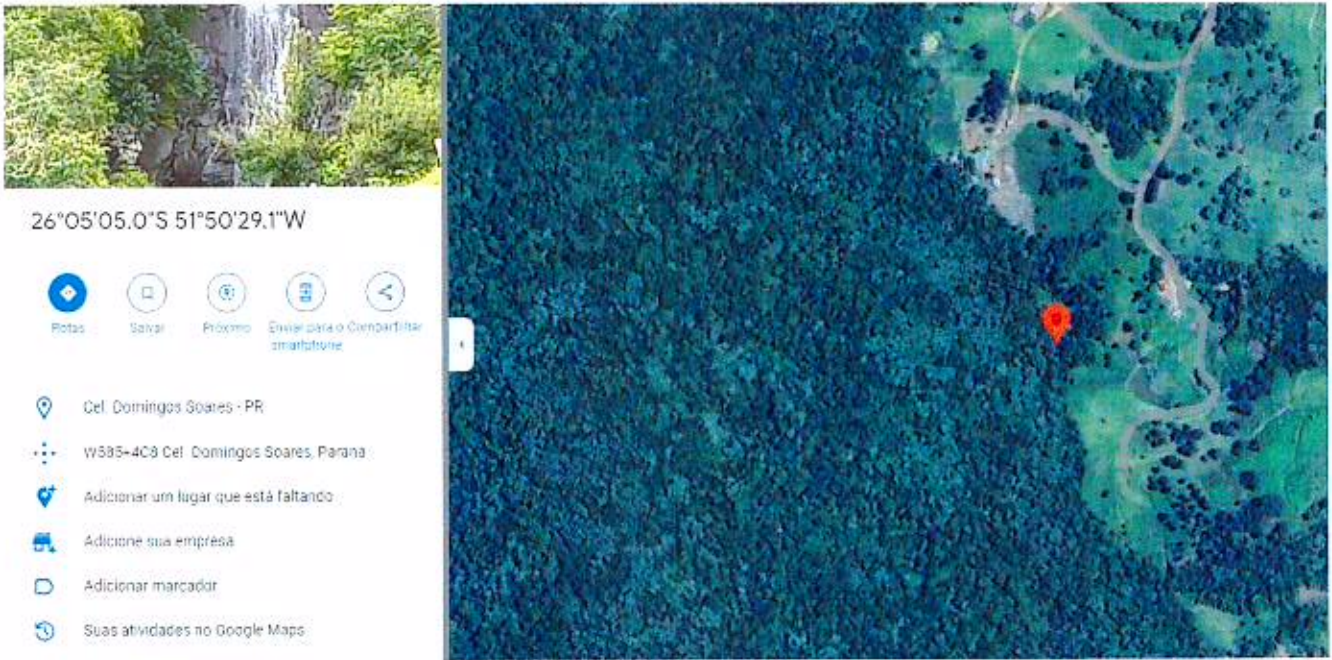 26°05'05.0"S 51°50'29.1"W
Rotas
Salvar
Próximo
Enviar para o
smartphone
Compartilhar
Cel. Domingos Soares - PR
Cel. Domingos Soares, Paraná
Adicionar um lugar que está faltando
Adicione sua empresa
Adicionar marcador
Suas atividades no Google Maps